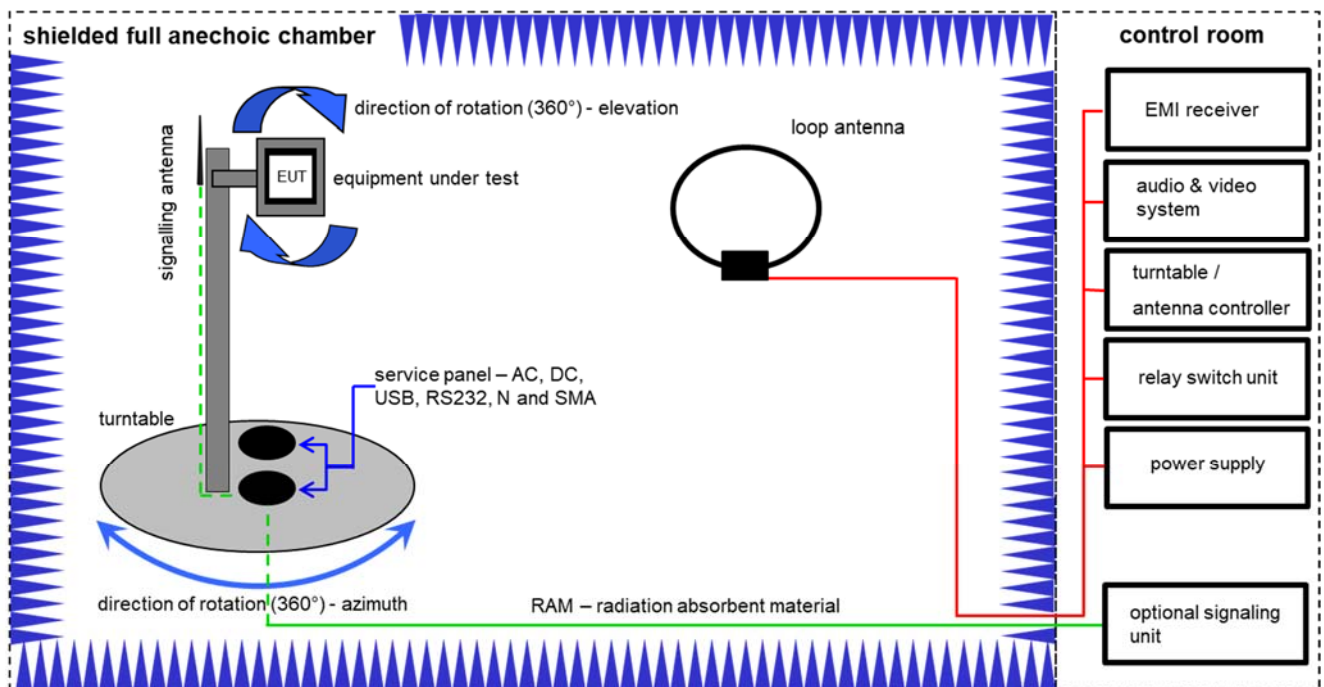 shielded full anechoic chamber
control room
direction of rotation (360°) - elevation
loop antenna
signalling antenna
EUT
equipment under test
service panel – AC, DC,
USB, RS232, N and SMA
turntable
direction of rotation (360°) - azimuth
RAM – radiation absorbent material
EMI receiver
audio & video
system
turntable /
antenna controller
relay switch unit
power supply
optional signaling
unit